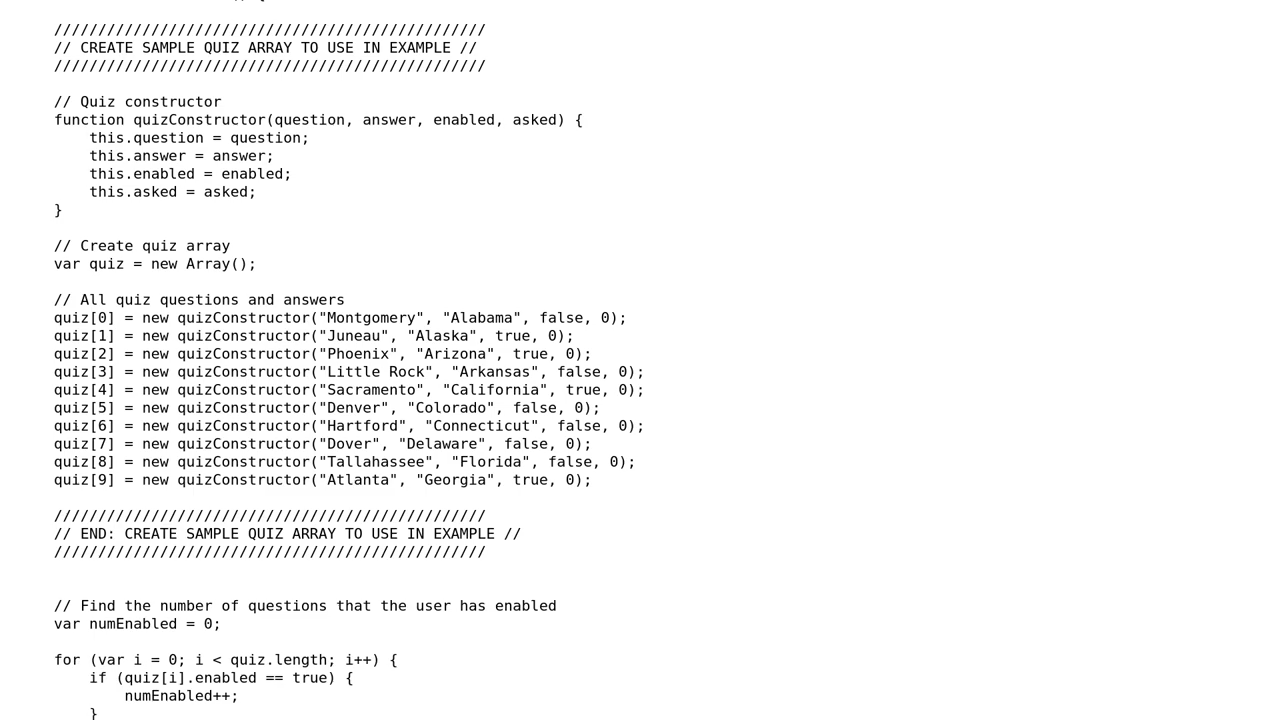 /////////////////////////////////////////////////
// CREATE SAMPLE QUIZ ARRAY TO USE IN EXAMPLE //
/////////////////////////////////////////////////
// Quiz constructor
function quizConstructor(question, answer, enabled, asked) {
    this.question = question;
    this.answer = answer;
    this.enabled = enabled;
    this.asked = asked;
}
// Create quiz array
var quiz = new Array();
// All quiz questions and answers
quiz[0] = new quizConstructor("Montgomery", "Alabama", false, 0);
quiz[1] = new quizConstructor("Juneau", "Alaska", true, 0);
quiz[2] = new quizConstructor("Phoenix", "Arizona", true, 0);
quiz[3] = new quizConstructor("Little Rock", "Arkansas", false, 0);
quiz[4] = new quizConstructor("Sacramento", "California", true, 0);
quiz[5] = new quizConstructor("Denver", "Colorado", false, 0);
quiz[6] = new quizConstructor("Hartford", "Connecticut", false, 0);
quiz[7] = new quizConstructor("Dover", "Delaware", false, 0);
quiz[8] = new quizConstructor("Tallahassee", "Florida", false, 0);
quiz[9] = new quizConstructor("Atlanta", "Georgia", true, 0);
/////////////////////////////////////////////////
// END: CREATE SAMPLE QUIZ ARRAY TO USE IN EXAMPLE //
/////////////////////////////////////////////////
// Find the number of questions that the user has enabled
var numEnabled = 0;
for (var i = 0; i < quiz.length; i++) {
    if (quiz[i].enabled == true) {
        numEnabled++;
    }